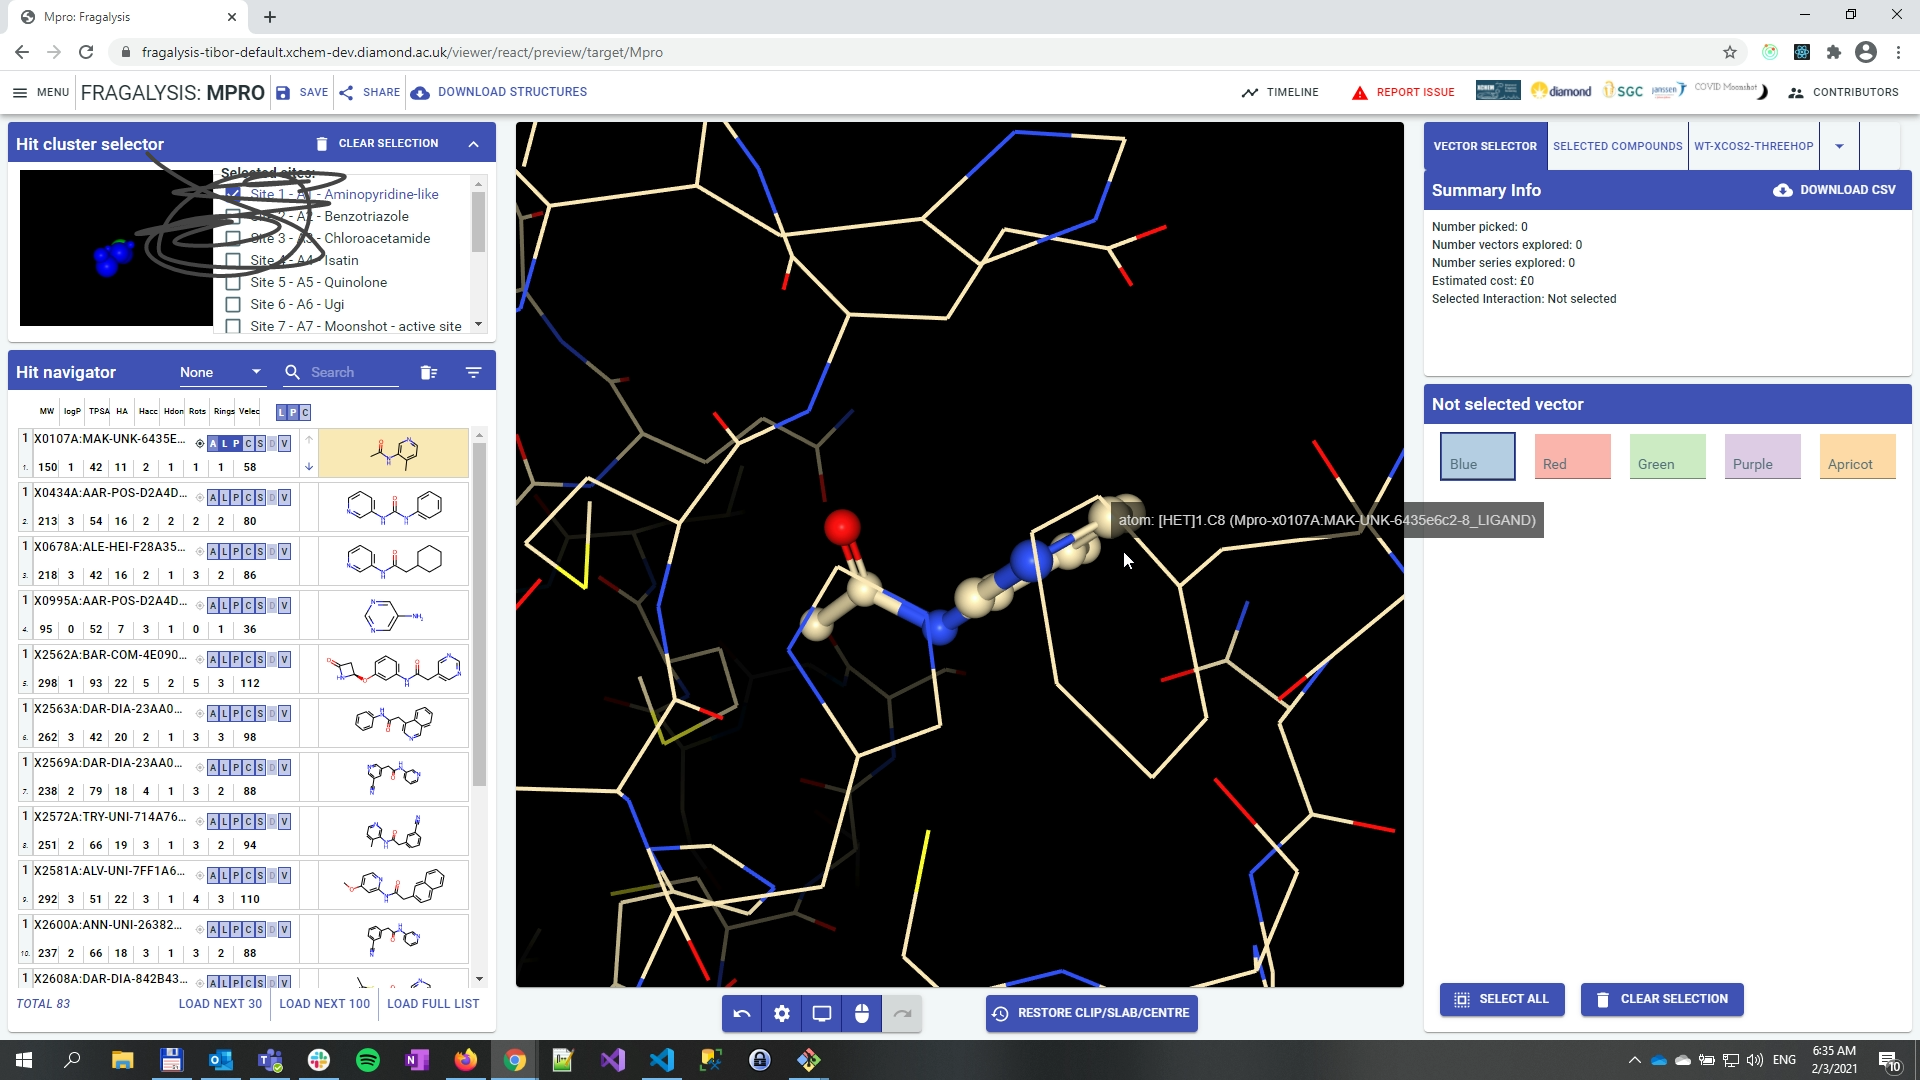 Mpro: Fragalysis
fragalysis-tibor-default.xchem-dev.diamond.ac.uk/viewer/react/preview/target/Mpro
MENU
FRAGALYSIS: MPRO
SAVE
SHARE
DOWNLOAD STRUCTURES
TIMELINE
REPORT ISSUE
diamond
SGC
janssen
COVID Moonshot
CONTRIBUTORS
Hit cluster selector
CLEAR SELECTION
Selected sites:
Site 1 - A1 - Aminopyridine-like
Site 2 - A2 - Benzotriazole
Site 3 - A3 - Chloroacetamide
Site 4 - A4 - Isatin
Site 5 - A5 - Quinolone
Site 6 - A6 - Ugi
Site 7 - A7 - Moonshot - active site
Hit navigator
None
Search
MW logP TPSA HA Hacc Hdon Rots Rings Velec L P C
1 X0107A:MAK-UNK-6435E... A L P C S D V
1. 150 1 42 11 2 1 1 1 58
1 X0434A:AAR-POS-D2A4D... A L P C S D V
2. 213 3 54 16 2 2 2 2 80
1 X0678A:ALE-HEI-F28A35... A L P C S D V
3. 218 3 42 16 2 1 3 2 86
1 X0995A:AAR-POS-D2A4D... A L P C S D V
4. 95 0 52 7 3 1 0 1 36
1 X2562A:BAR-COM-4E090... A L P C S D V
5. 298 1 93 22 5 2 5 3 112
1 X2563A:DAR-DIA-23AA0... A L P C S D V
6. 262 3 42 20 2 1 3 3 98
1 X2569A:DAR-DIA-23AA0... A L P C S D V
7. 238 2 79 18 4 1 3 2 88
1 X2572A:TRY-UNI-714A76... A L P C S D V
8. 251 2 66 19 3 1 3 2 94
1 X2581A:ALV-UNI-7FF1A6... A L P C S D V
9. 292 3 51 22 3 1 4 3 110
1 X2600A:ANN-UNI-26382... A L P C S D V
10. 237 2 66 18 3 1 3 2 88
1 X2608A:DAR-DIA-842B43... A L P C S D V
TOTAL 83
LOAD NEXT 30
LOAD NEXT 100
LOAD FULL LIST
atom: [HET]1.C8 (Mpro-x0107A:MAK-UNK-6435e6c2-8_LIGAND)
RESTORE CLIP/SLAB/CENTRE
VECTOR SELECTOR
SELECTED COMPOUNDS
WT-XCOS2-THREEHOP
Summary Info
DOWNLOAD CSV
Number picked: 0
Number vectors explored: 0
Number series explored: 0
Estimated cost: £0
Selected Interaction: Not selected
Not selected vector
Blue
Red
Green
Purple
Apricot
SELECT ALL
CLEAR SELECTION
ENG
6:35 AM
2/3/2021
10